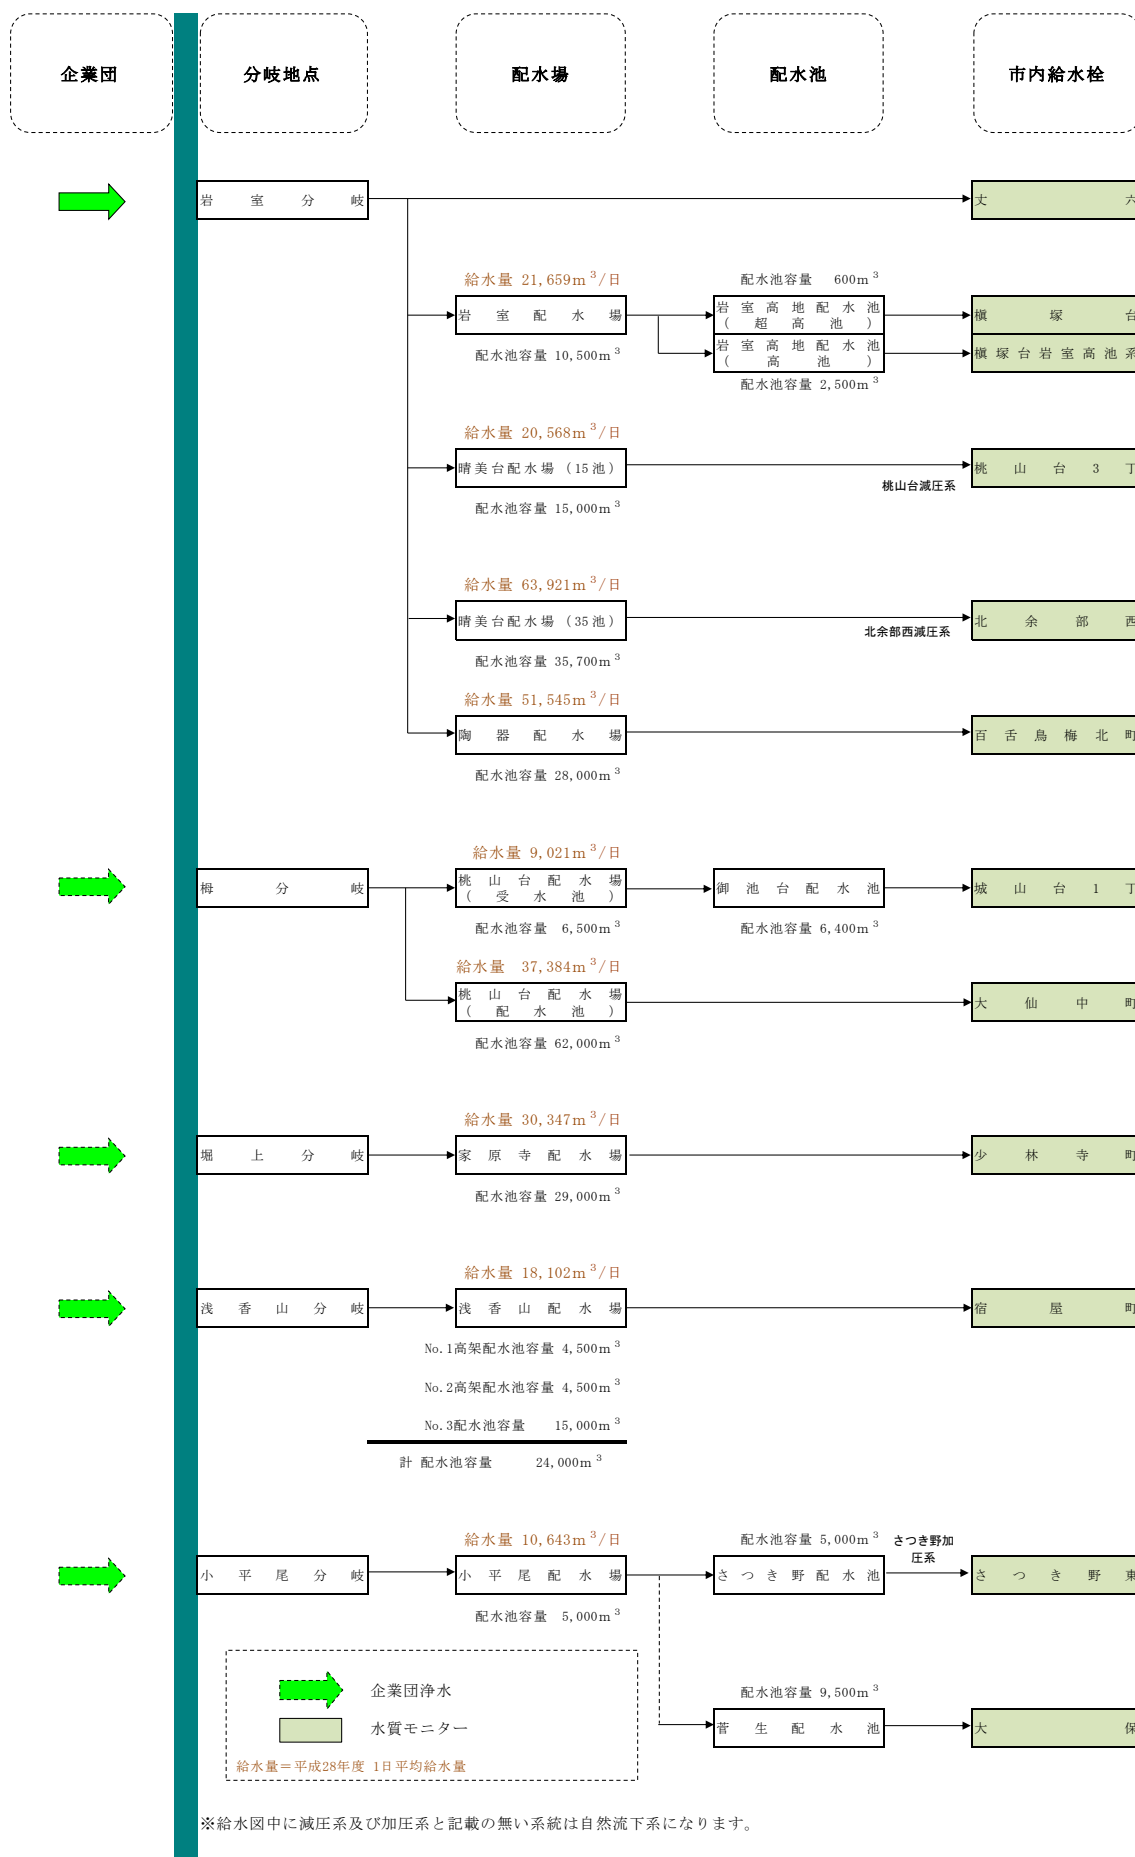 企業団
分岐地点
配水場
配水池
市内給水栓
岩室分岐
丈六
給水量 21,659m³/日
配水池容量 600m³
岩室配水場
岩室高地配水池
(超高池)
槇塚台
岩室高地配水池
(高池)
槇塚台岩室高池系
配水池容量 10,500m³
配水池容量 2,500m³
給水量 20,568m³/日
晴美台配水場(15池)
桃山台3丁
桃山台減圧系
配水池容量 15,000m³
給水量 63,921m³/日
晴美台配水場(35池)
北余部西
北余部西減圧系
配水池容量 35,700m³
給水量 51,545m³/日
陶器配水場
百舌鳥梅北町
配水池容量 28,000m³
給水量 9,021m³/日
栂分岐
桃山台配水場
(受水池)
御池台配水池
城山台1丁
配水池容量 6,500m³
配水池容量 6,400m³
給水量 37,384m³/日
桃山台配水場
(配水池)
大仙中町
配水池容量 62,000m³
給水量 30,347m³/日
堀上分岐
家原寺配水場
少林寺町
配水池容量 29,000m³
給水量 18,102m³/日
浅香山分岐
浅香山配水場
宿屋町
No.1高架配水池容量 4,500m³
No.2高架配水池容量 4,500m³
No.3配水池容量 15,000m³
計 配水池容量 24,000m³
給水量 10,643m³/日
配水池容量 5,000m³
さつき野加
圧系
小平尾分岐
小平尾配水場
さつき野配水池
さつき野東
配水池容量 5,000m³
企業団浄水
水質モニター
給水量=平成28年度 1日平均給水量
配水池容量 9,500m³
菅生配水池
大保
※給水図中に減圧系及び加圧系と記載の無い系統は自然流下系になります。